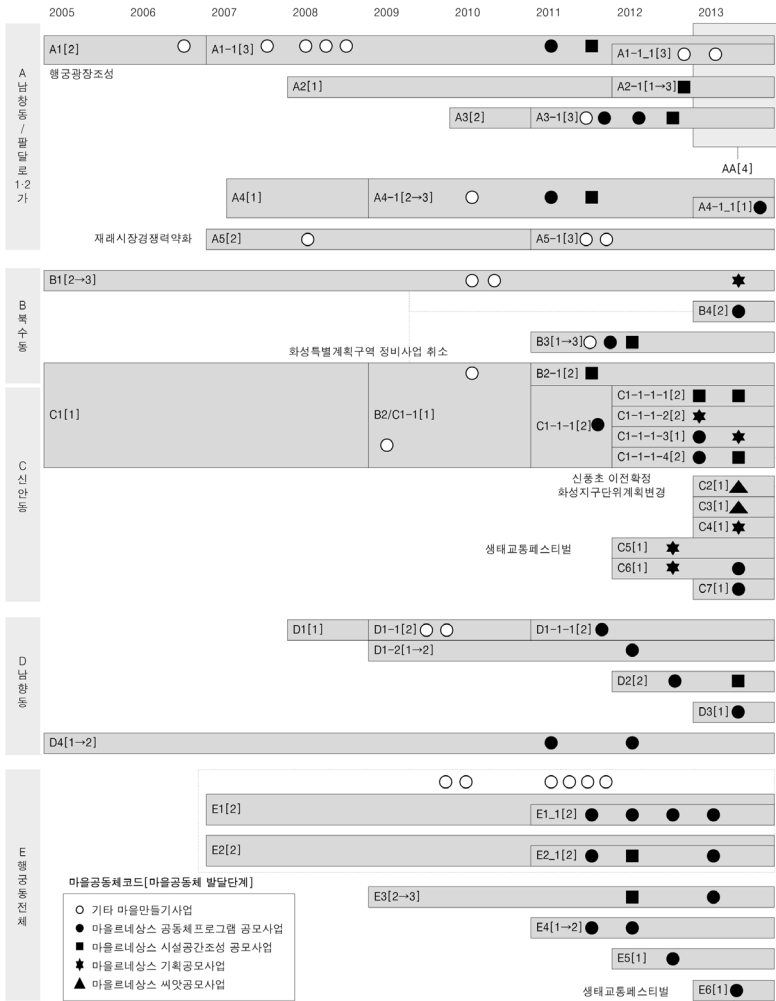 2005 2006 2007 2008 2009 2010 2011 2012 2013
A
남
창
동
/
팔
달
로
1·2
가
A1[2] A1-1[3] A1-1_1[3]
행궁광장조성
A2[1] A2-1[1→3]
A3[2] A3-1[3]
AA[4]
A4[1] A4-1[2→3] A4-1_1[1]
재래시장경쟁력약화 A5[2] A5-1[3]
B
북
수
동
B1[2→3]
B4[2]
B3[1→3]
화성특별계획구역 정비사업 취소
B2-1[2]
C
신
안
동
C1[1] B2/C1-1[1] C1-1-1[2]
C1-1-1-1[2]
C1-1-1-2[2]
C1-1-1-3[1]
C1-1-1-4[2]
신풍초 이전확정
화성지구단위계획변경
C2[1]
C3[1]
C4[1]
생태교통페스티벌 C5[1]
C6[1]
C7[1]
D
남
향
동
D1[1] D1-1[2] D1-1-1[2]
D1-2[1→2]
D2[2]
D3[1]
D4[1→2]
E
행
궁
동
전
체
E1[2] E1_1[2]
E2[2] E2_1[2]
마을공동체코드[마을공동체 발달단계]
E3[2→3]
기타 마을만들기사업
마을르네상스 공동체프로그램 공모사업
마을르네상스 시설공간조성 공모사업
마을르네상스 기획공모사업
마을르네상스 씨앗공모사업
E4[1→2]
E5[1]
생태교통페스티벌 E6[1]